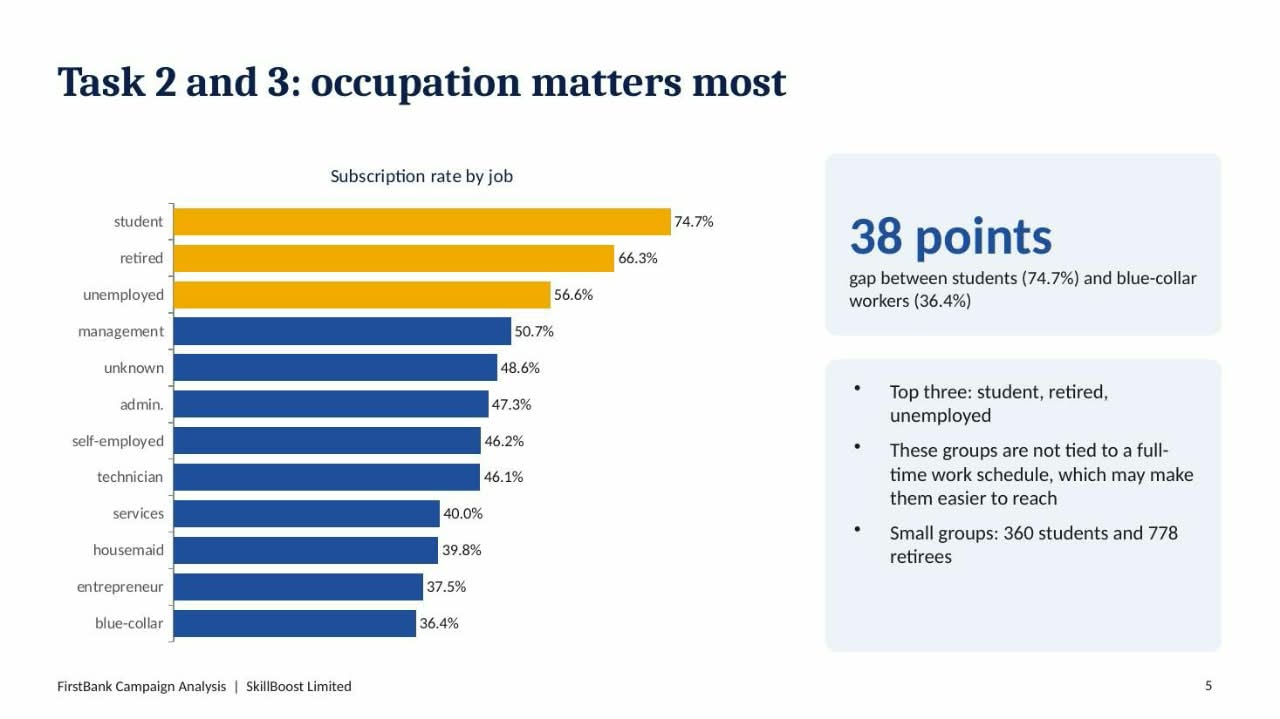 Task 2 and 3: occupation matters most
Subscription rate by job
student 74.7%
retired 66.3%
unemployed 56.6%
management 50.7%
unknown 48.6%
admin. 47.3%
self-employed 46.2%
technician 46.1%
services 40.0%
housemaid 39.8%
entrepreneur 37.5%
blue-collar 36.4%
38 points
gap between students (74.7%) and blue-collar
workers (36.4%)
• Top three: student, retired,
unemployed
• These groups are not tied to a full-
time work schedule, which may make
them easier to reach
• Small groups: 360 students and 778
retirees
FirstBank Campaign Analysis | SkillBoost Limited
5